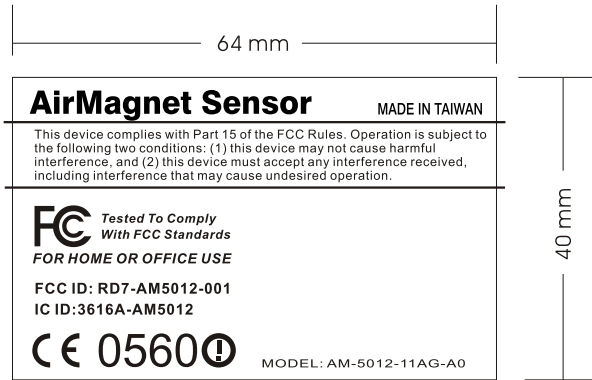 64 mm
AirMagnet Sensor MADE IN TAIWAN
This device complies with Part 15 of the FCC Rules. Operation is subject to
the following two conditions: (1) this device may not cause harmful
interference, and (2) this device must accept any interference received,
including interference that may cause undesired operation.
FC Tested To Comply
With FCC Standards
FOR HOME OR OFFICE USE
FCC ID: RD7-AM5012-001
IC ID:3616A-AM5012
CE 0560 ! MODEL: AM-5012-11AG-A0
40 mm